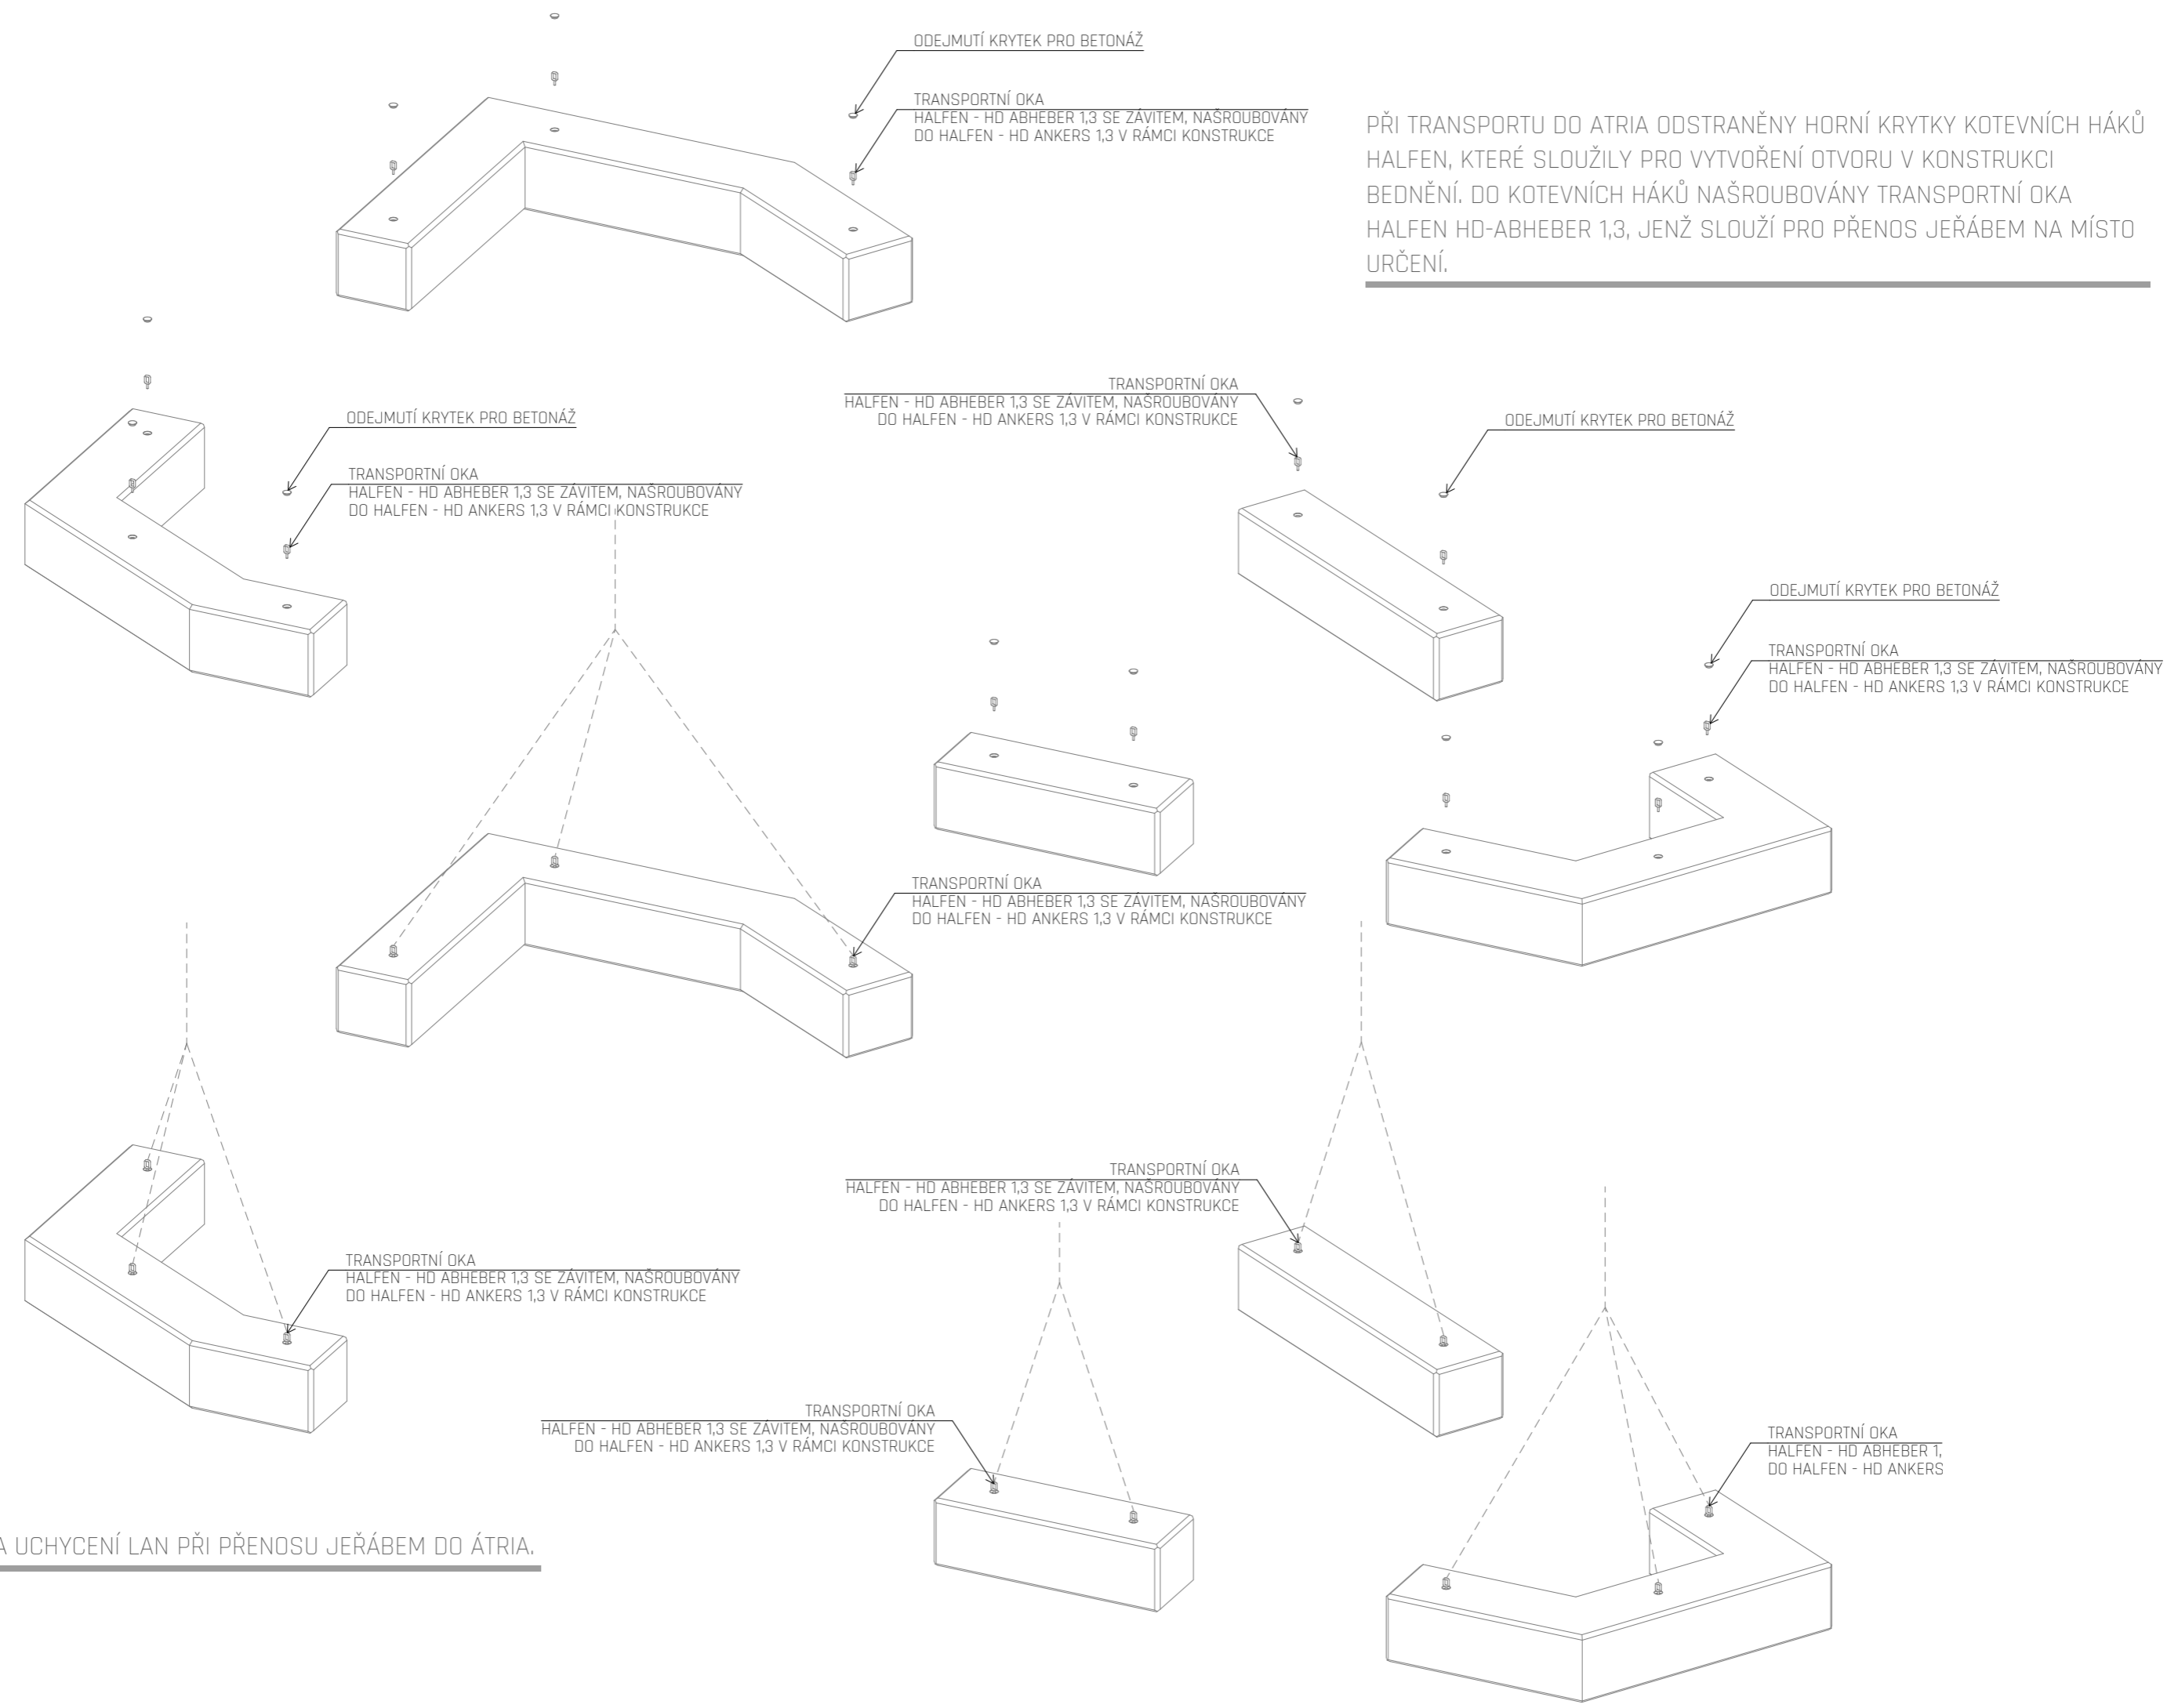 ODEJMUTÍ KRYTEK PRO BETONÁŽ
TRANSPORTNÍ OKA
HALFEN - HD ABHEBER 1,3 SE ZÁVITEM, NAŠROUBOVÁNY
DO HALFEN - HD ANKERS 1,3 V RÁMCI KONSTRUKCE
PŘI TRANSPORTU DO ATRIA ODSTRANĚNY HORNÍ KRYTKY KOTEVNÍCH HÁKŮ
HALFEN, KTERÉ SLOUŽILY PRO VYTVOŘENÍ OTVORU V KONSTRUKCI
BEDNĚNÍ. DO KOTEVNÍCH HÁKŮ NAŠROUBOVÁNY TRANSPORTNÍ OKA
HALFEN HD-ABHEBER 1,3, JENŽ SLOUŽÍ PRO PŘENOS JEŘÁBEM NA MÍSTO
URČENÍ.
ODEJMUTÍ KRYTEK PRO BETONÁŽ
TRANSPORTNÍ OKA
HALFEN - HD ABHEBER 1,3 SE ZÁVITEM, NAŠROUBOVÁNY
DO HALFEN - HD ANKERS 1,3 V RÁMCI KONSTRUKCE
TRANSPORTNÍ OKA
HALFEN - HD ABHEBER 1,3 SE ZÁVITEM, NAŠROUBOVÁNY
DO HALFEN - HD ANKERS 1,3 V RÁMCI KONSTRUKCE
ODEJMUTÍ KRYTEK PRO BETONÁŽ
ODEJMUTÍ KRYTEK PRO BETONÁŽ
TRANSPORTNÍ OKA
HALFEN - HD ABHEBER 1,3 SE ZÁVITEM, NAŠROUBOVÁNY
DO HALFEN - HD ANKERS 1,3 V RÁMCI KONSTRUKCE
TRANSPORTNÍ OKA
HALFEN - HD ABHEBER 1,3 SE ZÁVITEM, NAŠROUBOVÁNY
DO HALFEN - HD ANKERS 1,3 V RÁMCI KONSTRUKCE
TRANSPORTNÍ OKA
HALFEN - HD ABHEBER 1,3 SE ZÁVITEM, NAŠROUBOVÁNY
DO HALFEN - HD ANKERS 1,3 V RÁMCI KONSTRUKCE
TRANSPORTNÍ OKA
HALFEN - HD ABHEBER 1,3 SE ZÁVITEM, NAŠROUBOVÁNY
DO HALFEN - HD ANKERS 1,3 V RÁMCI KONSTRUKCE
TRANSPORTNÍ OKA
HALFEN - HD ABHEBER 1,3 SE ZÁVITEM, NAŠROUBOVÁNY
DO HALFEN - HD ANKERS 1,3 V RÁMCI KONSTRUKCE
TRANSPORTNÍ OKA
HALFEN - HD ABHEBER 1,
DO HALFEN - HD ANKERS
A UCHYCENÍ LAN PŘI PŘENOSU JEŘÁBEM DO ÁTRIA.